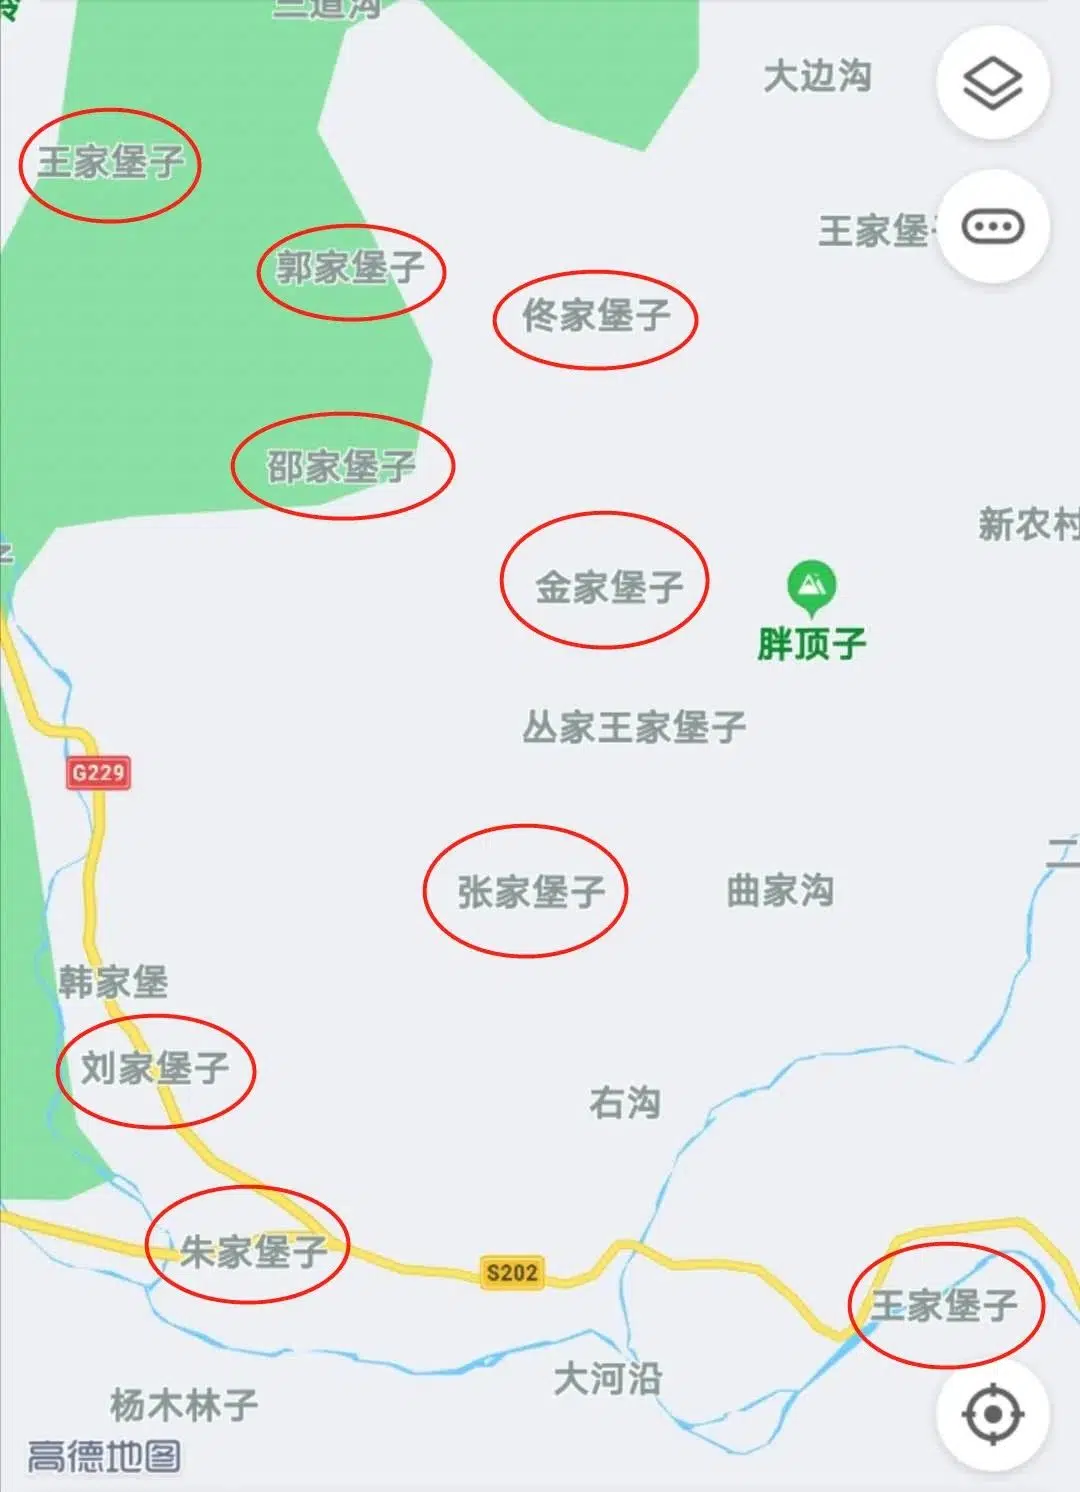 三道沟
大边沟
王家堡子
王家堡
郭家堡子
佟家堡子
邵家堡子
新农村
金家堡子
胖顶子
丛家王家堡子
G229
张家堡子
曲家沟
韩家堡
刘家堡子
右沟
朱家堡子
S202
王家堡子
大河沿
杨木林子
高德地图